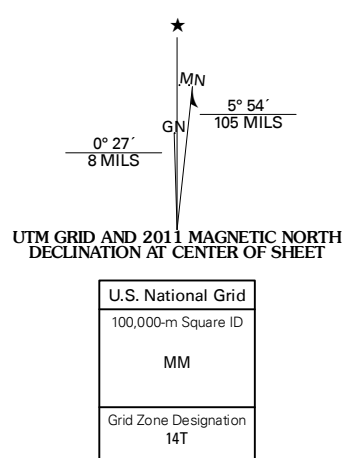 ★
MN
5° 54´
105 MILS
GN
0° 27´
8 MILS
UTM GRID AND 2011 MAGNETIC NORTH
DECLINATION AT CENTER OF SHEET
U.S. National Grid
100,000-m Square ID
MM
Grid Zone Designation
14T